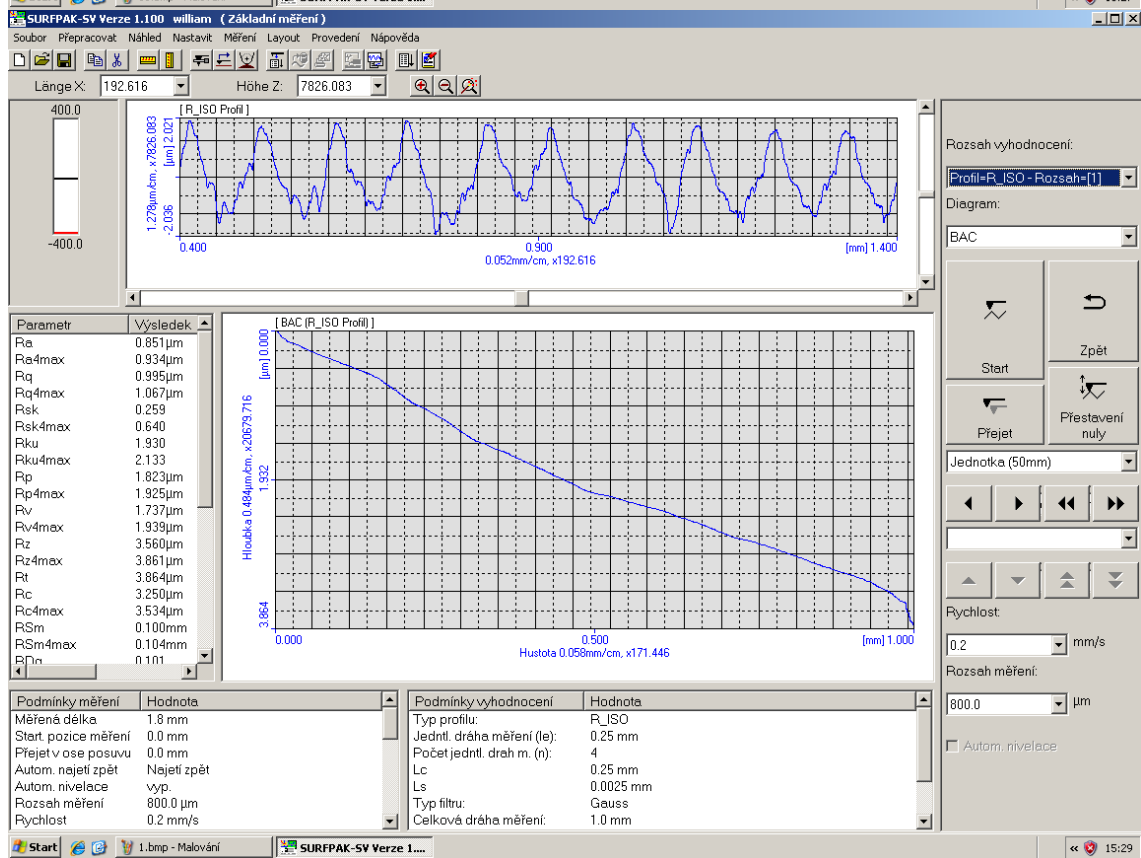 SURFPAK-SV Verze 1.100 william ( Základní měření )
Soubor Přepracovat Náhled Nastavit Měření Layout Provedení Nápověda
Länge X: 192.616 Höhe Z: 7826.083
400.0
-400.0
[ R_ISO Profil ]
1.278µm/cm, x7826.083
-2.036 [µm] 2.021
0.400 0.900 [mm] 1.400
0.052mm/cm, x192.616
Rozsah vyhodnocení:
Profil=R_ISO - Rozsah=[1]
Diagram:
BAC
Start
Zpět
Přejet
Přestavení
nuly
Jednotka (50mm)
Rychlost:
0.2 mm/s
Rozsah měření:
800.0 µm
Autom. nivelace
Parametr Výsledek
Ra 0.851µm
Ra4max 0.934µm
Rq 0.995µm
Rq4max 1.067µm
Rsk 0.259
Rsk4max 0.640
Rku 1.930
Rku4max 2.133
Rp 1.823µm
Rp4max 1.925µm
Rv 1.737µm
Rv4max 1.939µm
Rz 3.560µm
Rz4max 3.861µm
Rt 3.864µm
Rc 3.250µm
Rc4max 3.534µm
RSm 0.100mm
RSm4max 0.104mm
RDq 0.101
[ BAC (R_ISO Profil) ]
Hloubka 0.484µm/cm, x20679.716
3.864 1.932 [µm] 0.000
0.000 0.500 [mm] 1.000
Hustota 0.058mm/cm, x171.446
Podmínky měření Hodnota
Měřená délka 1.8 mm
Start. pozice měření 0.0 mm
Přejet v ose posuvu 0.0 mm
Autom. najetí zpět Najetí zpět
Autom. nivelace vyp.
Rozsah měření 800.0 µm
Rychlost 0.2 mm/s
Podmínky vyhodnocení Hodnota
Typ profilu: R_ISO
Jedntl. dráha měření (le): 0.25 mm
Počet jedntl. drah m. (n): 4
Lc 0.25 mm
Ls 0.0025 mm
Typ filtru: Gauss
Celková dráha měření: 1.0 mm
Start 1.bmp - Malování SURFPAK-SV Verze 1.... « 15:29